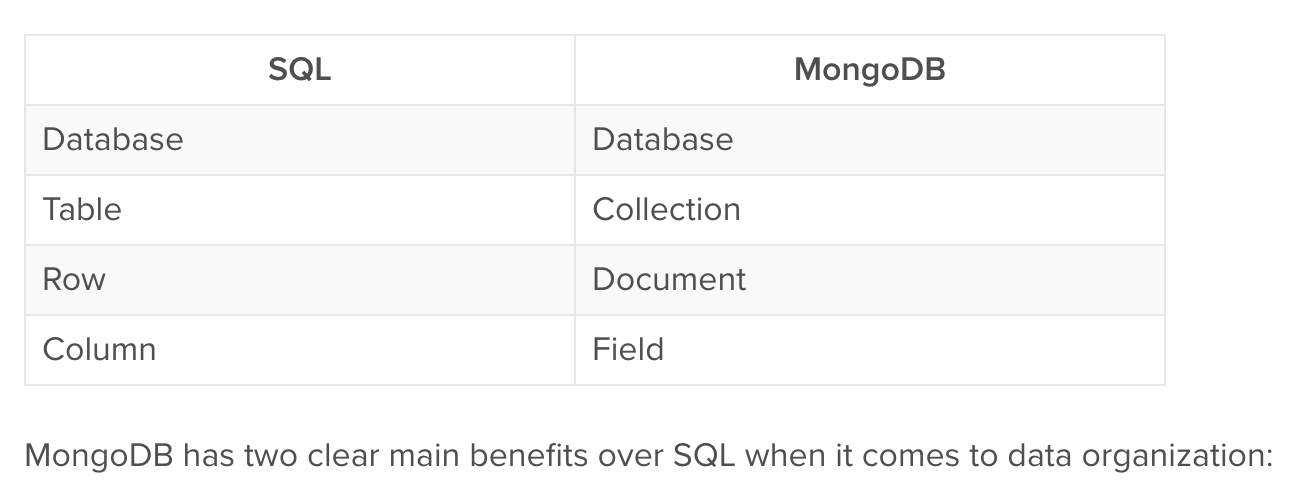 SQL MongoDB
Database Database
Table Collection
Row Document
Column Field
MongoDB has two clear main benefits over SQL when it comes to data organization: